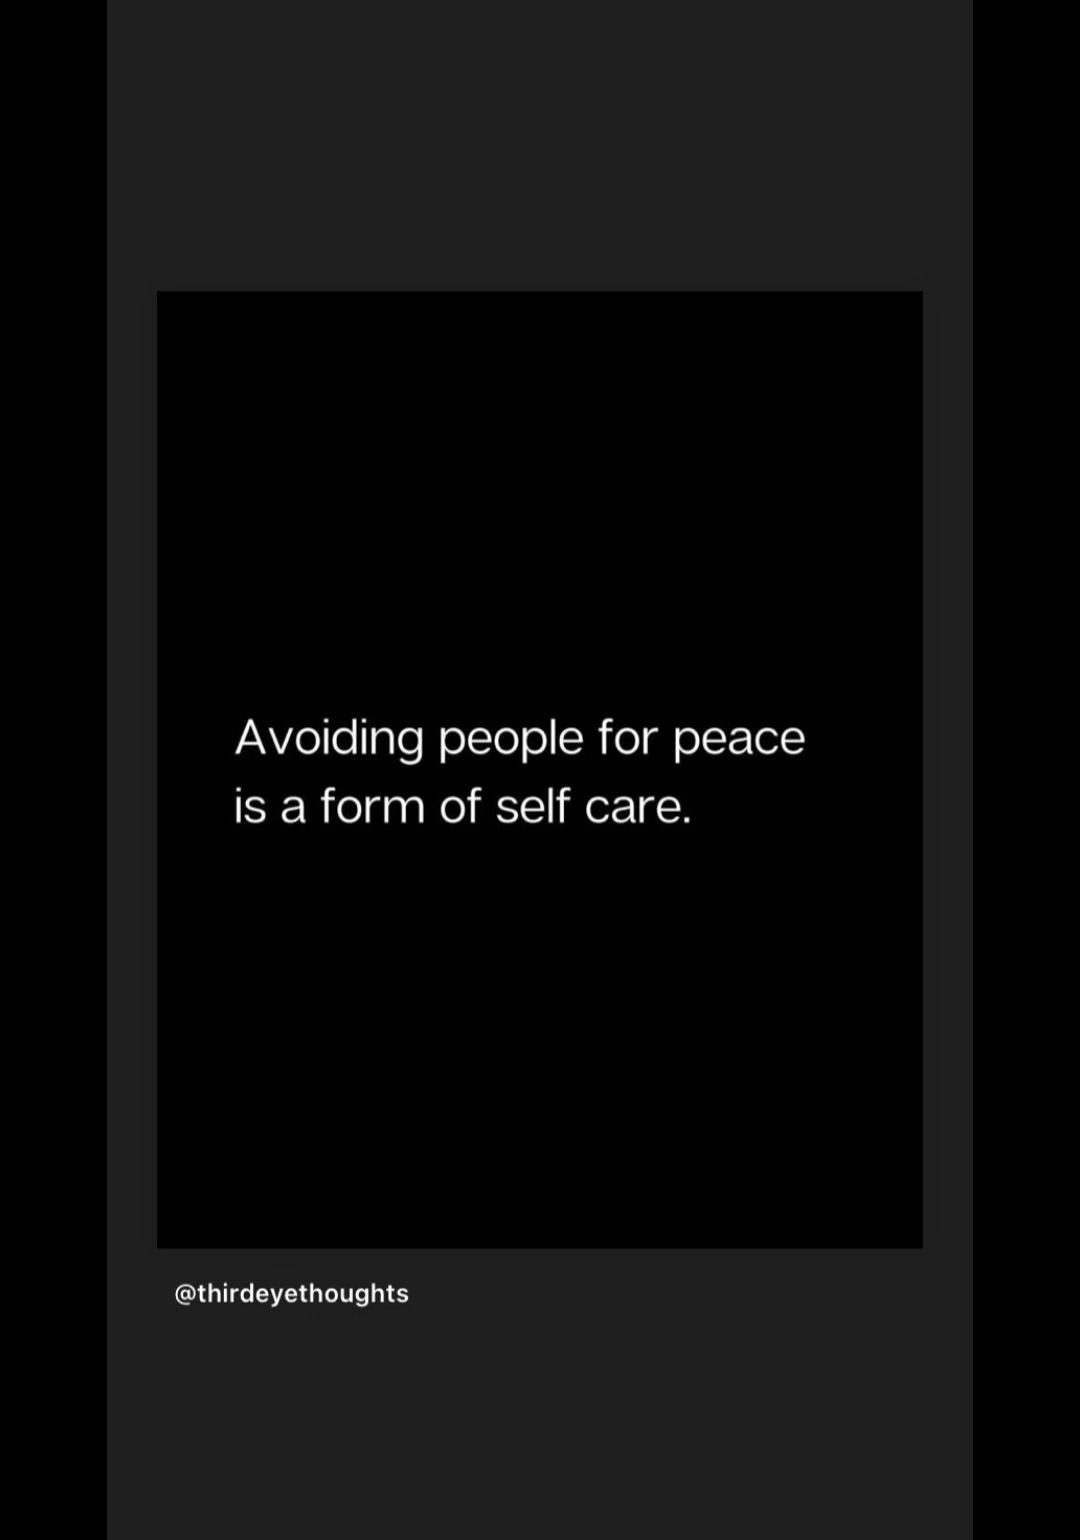 Avoiding people for peace
is a form of self care.
@thirdeyethoughts